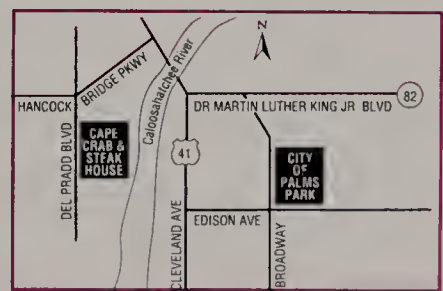 N
HANCOCK
BRIDGE PKWY
Caloosahatchee River
DR MARTIN LUTHER KING JR BLVD
82
DEL PRADD BLVD
CAPE
CRAB &
STEAK
HOUSE
41
CITY
OF
PALMS
PARK
EDISON AVE
CLEVELAND AVE
BROADWAY